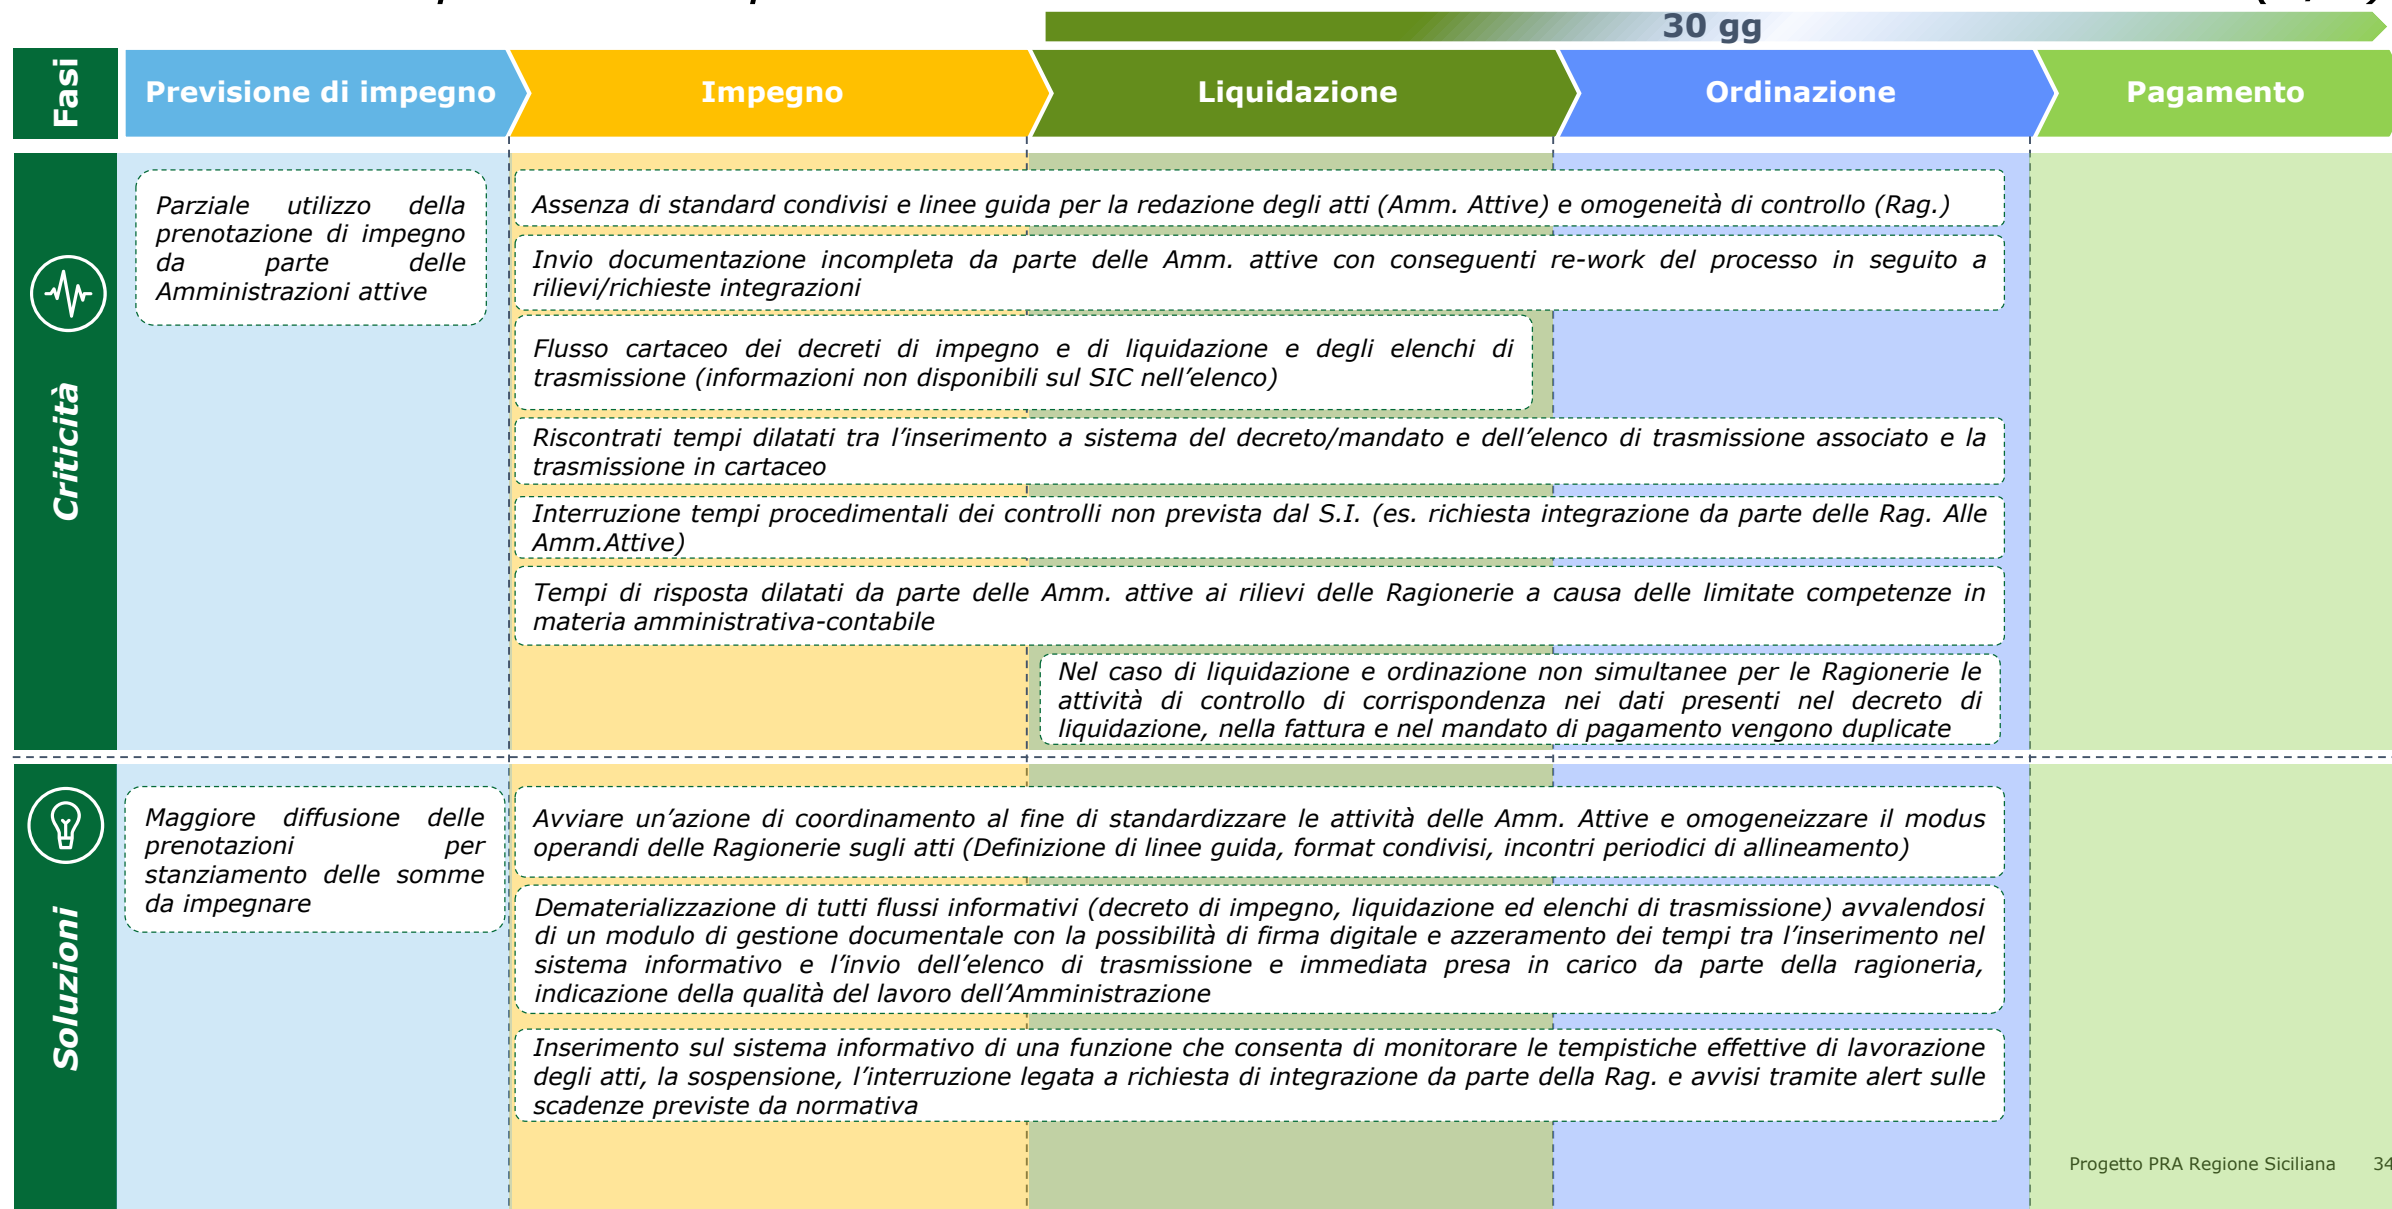 30 gg
Fasi
Previsione di impegno
Impegno
Liquidazione
Ordinazione
Pagamento
Criticità
Parziale utilizzo della
prenotazione di impegno
da parte delle
Amministrazioni attive
Assenza di standard condivisi e linee guida per la redazione degli atti (Amm. Attive) e omogeneità di controllo (Rag.)
Invio documentazione incompleta da parte delle Amm. attive con conseguenti re-work del processo in seguito a
rilievi/richieste integrazioni
Flusso cartaceo dei decreti di impegno e di liquidazione e degli elenchi di
trasmissione (informazioni non disponibili sul SIC nell’elenco)
Riscontrati tempi dilatati tra l’inserimento a sistema del decreto/mandato e dell’elenco di trasmissione associato e la
trasmissione in cartaceo
Interruzione tempi procedimentali dei controlli non prevista dal S.I. (es. richiesta integrazione da parte delle Rag. Alle
Amm.Attive)
Tempi di risposta dilatati da parte delle Amm. attive ai rilievi delle Ragionerie a causa delle limitate competenze in
materia amministrativa-contabile
Nel caso di liquidazione e ordinazione non simultanee per le Ragionerie le
attività di controllo di corrispondenza nei dati presenti nel decreto di
liquidazione, nella fattura e nel mandato di pagamento vengono duplicate
Soluzioni
Maggiore diffusione delle
prenotazioni per
stanziamento delle somme
da impegnare
Avviare un’azione di coordinamento al fine di standardizzare le attività delle Amm. Attive e omogeneizzare il modus
operandi delle Ragionerie sugli atti (Definizione di linee guida, format condivisi, incontri periodici di allineamento)
Dematerializzazione di tutti flussi informativi (decreto di impegno, liquidazione ed elenchi di trasmissione) avvalendosi
di un modulo di gestione documentale con la possibilità di firma digitale e azzeramento dei tempi tra l’inserimento nel
sistema informativo e l’invio dell’elenco di trasmissione e immediata presa in carico da parte della ragioneria,
indicazione della qualità del lavoro dell’Amministrazione
Inserimento sul sistema informativo di una funzione che consenta di monitorare le tempistiche effettive di lavorazione
degli atti, la sospensione, l’interruzione legata a richiesta di integrazione da parte della Rag. e avvisi tramite alert sulle
scadenze previste da normativa
Progetto PRA Regione Siciliana 34